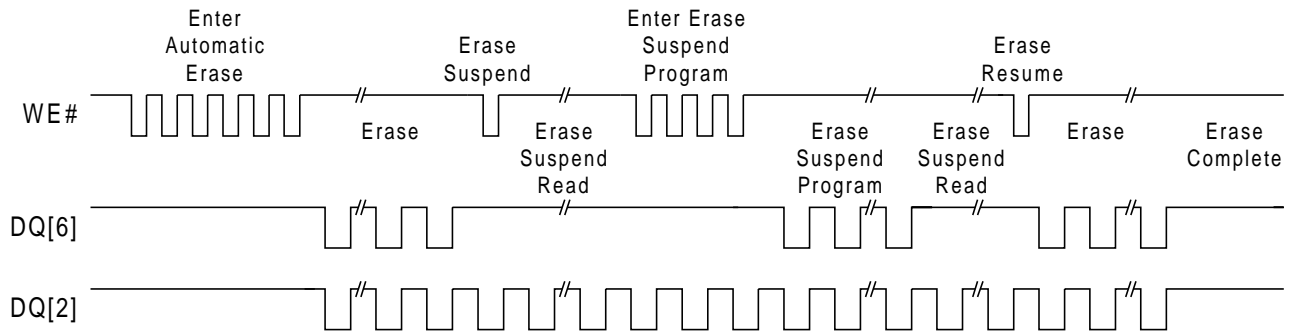 Enter
Automatic
Erase
Erase
Suspend
Enter Erase
Suspend
Program
Erase
Resume
WE#
Erase
Erase
Suspend
Read
Erase
Suspend
Program
Erase
Suspend
Read
Erase
Erase
Complete
DQ[6]
DQ[2]